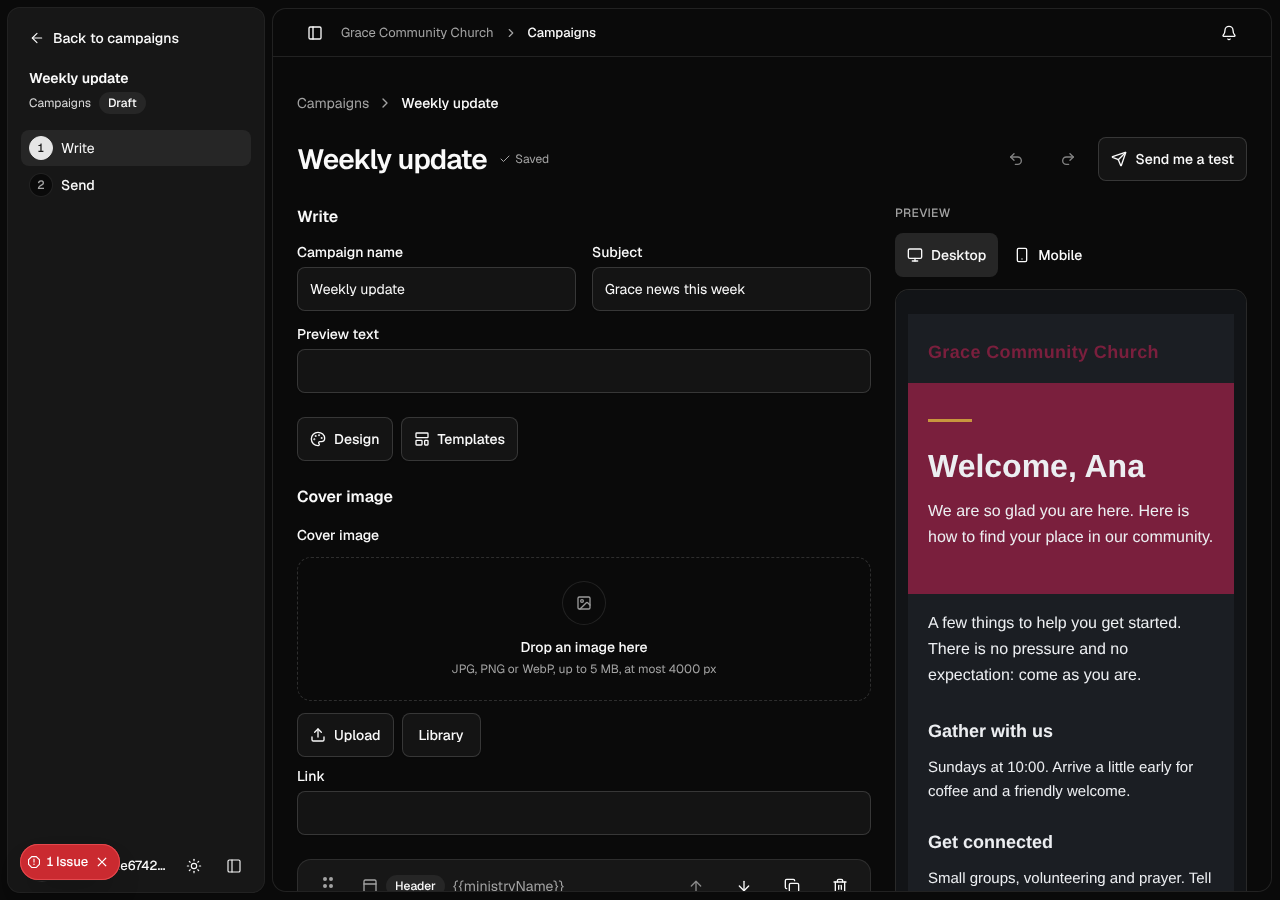 Back to campaigns
Weekly update
Campaigns Draft
1 Write
2 Send
1 Issue
e6742…
Grace Community Church Campaigns
Campaigns Weekly update
Weekly update Saved
Send me a test
Write
Campaign name
Weekly update
Subject
Grace news this week
Preview text
Design
Templates
Cover image
Cover image
Drop an image here
JPG, PNG or WebP, up to 5 MB, at most 4000 px
Upload
Library
Link
Header {{ministryName}}
PREVIEW
Desktop
Mobile
Grace Community Church
Welcome, Ana
We are so glad you are here. Here is
how to find your place in our community.
A few things to help you get started.
There is no pressure and no
expectation: come as you are.
Gather with us
Sundays at 10:00. Arrive a little early for
coffee and a friendly welcome.
Get connected
Small groups, volunteering and prayer. Tell